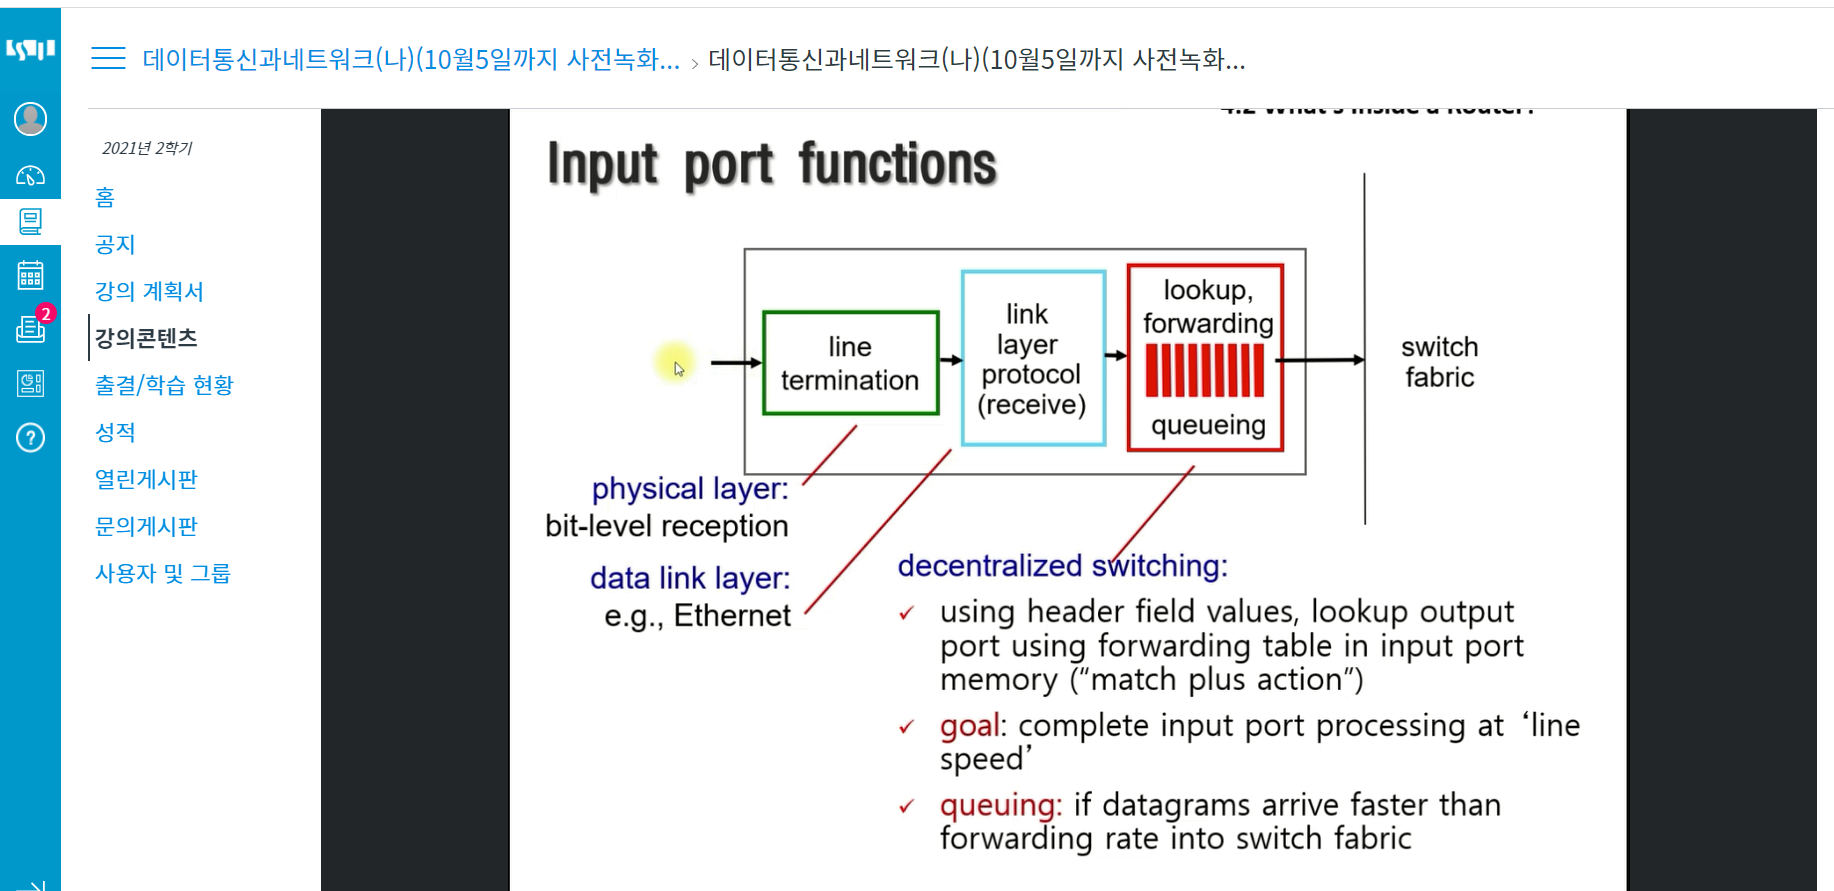 데이터통신과네트워크(나)(10월5일까지 사전녹화... › 데이터통신과네트워크(나)(10월5일까지 사전녹화...
2021년 2학기
홈
공지
강의 계획서
2
강의콘텐츠
출결/학습 현황
성적
열린게시판
문의게시판
사용자 및 그룹
4.2 What's Inside a Router?
Input port functions
line
termination
link
layer
protocol
(receive)
lookup,
forwarding
queueing
switch
fabric
physical layer:
bit-level reception
data link layer:
e.g., Ethernet
decentralized switching:
✓ using header field values, lookup output
port using forwarding table in input port
memory (“match plus action”)
✓ goal: complete input port processing at ‘line
speed’
✓ queuing: if datagrams arrive faster than
forwarding rate into switch fabric